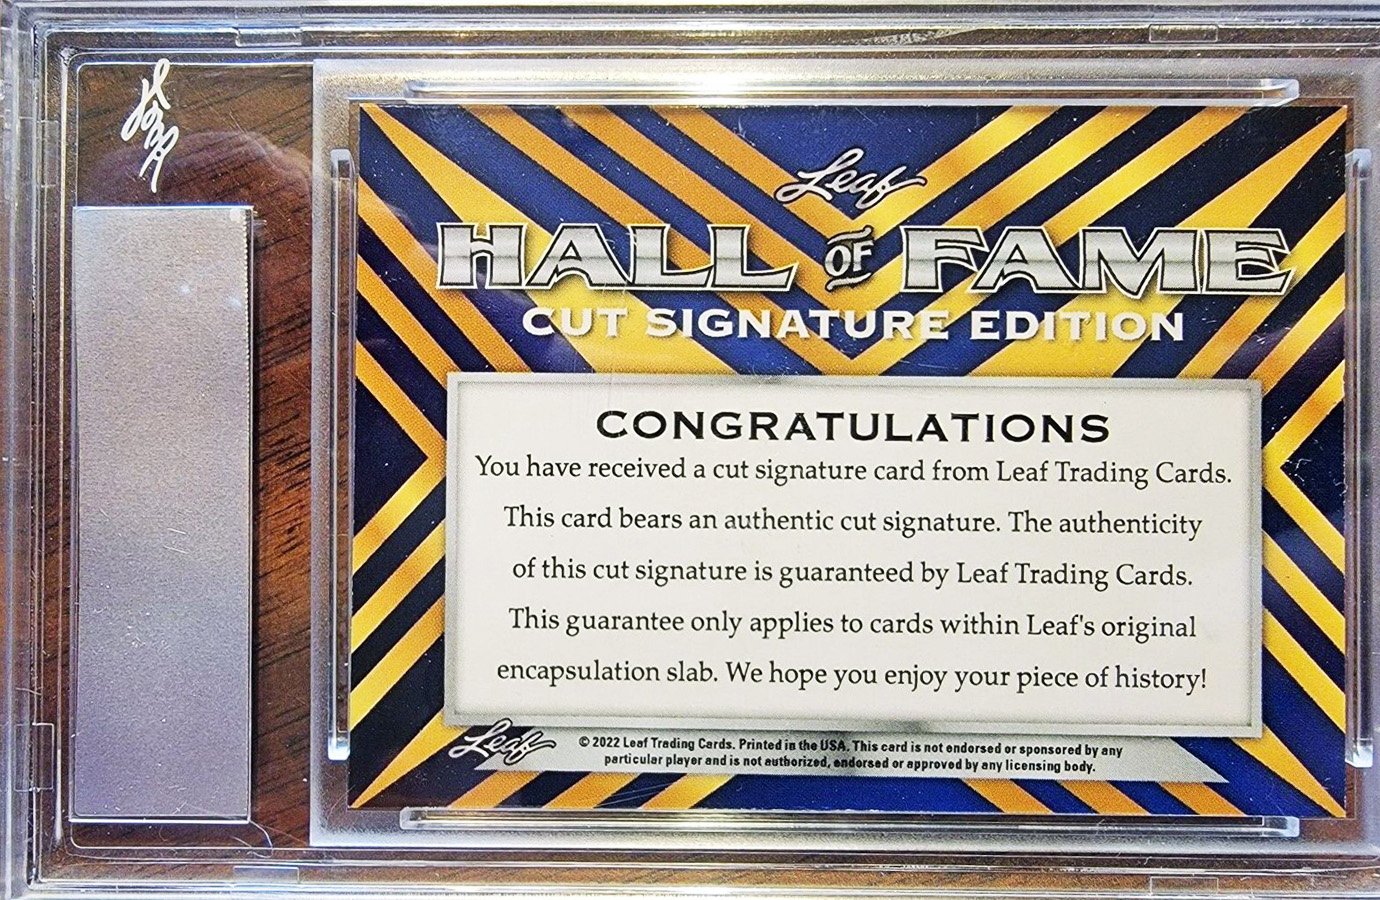 Leaf
Leaf
HALL OF FAME
CUT SIGNATURE EDITION
CONGRATULATIONS
You have received a cut signature card from Leaf Trading Cards.
This card bears an authentic cut signature. The authenticity
of this cut signature is guaranteed by Leaf Trading Cards.
This guarantee only applies to cards within Leaf's original
encapsulation slab. We hope you enjoy your piece of history!
Leaf
© 2022 Leaf Trading Cards. Printed in the USA. This card is not endorsed or sponsored by any
particular player and is not authorized, endorsed or approved by any licensing body.